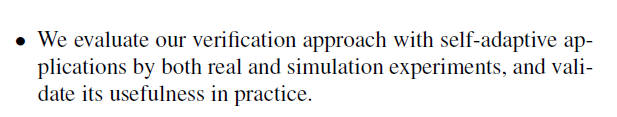 • We evaluate our verification approach with self-adaptive ap-
plications by both real and simulation experiments, and vali-
date its usefulness in practice.